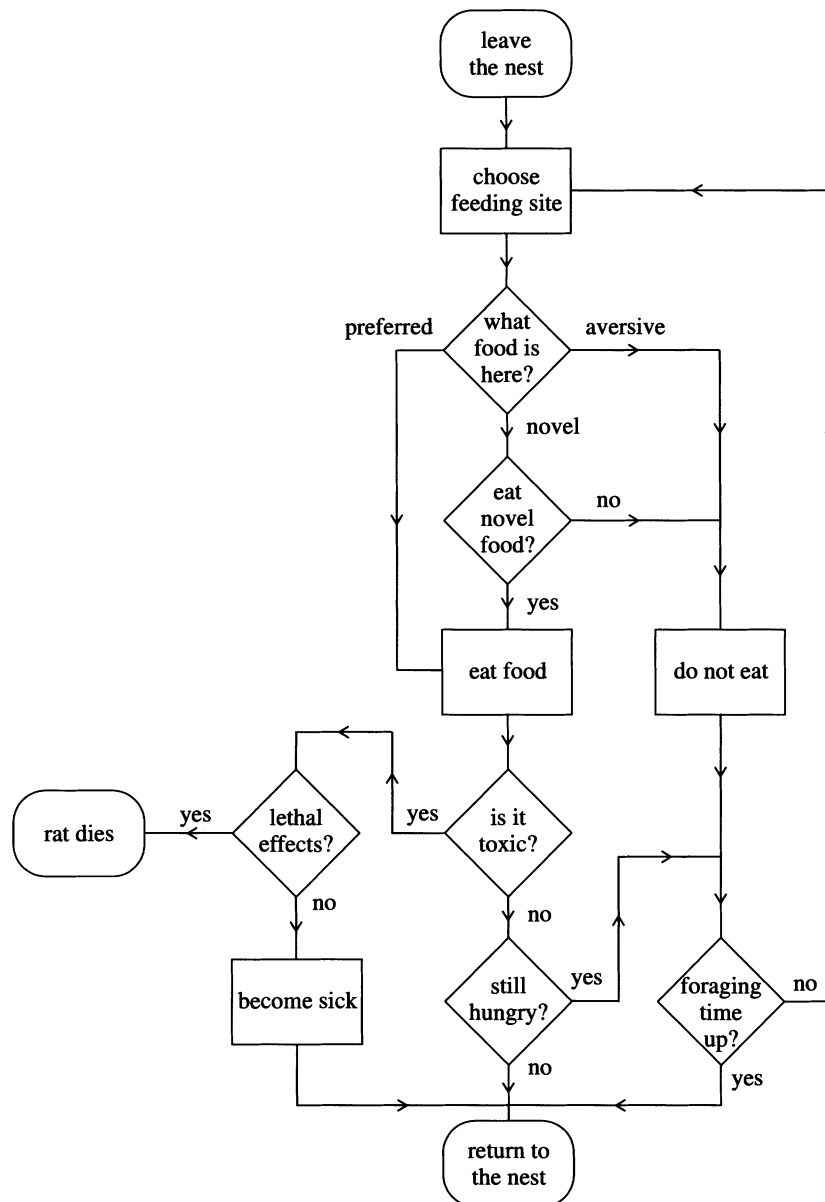 leave
the nest
choose
feeding site
preferred
what
food is
here?
aversive
novel
eat
novel
food?
no
yes
eat food
do not eat
rat dies
yes
lethal
effects?
yes
is it
toxic?
no
no
become sick
still
hungry?
yes
foraging
time
up?
no
no
yes
return to
the nest